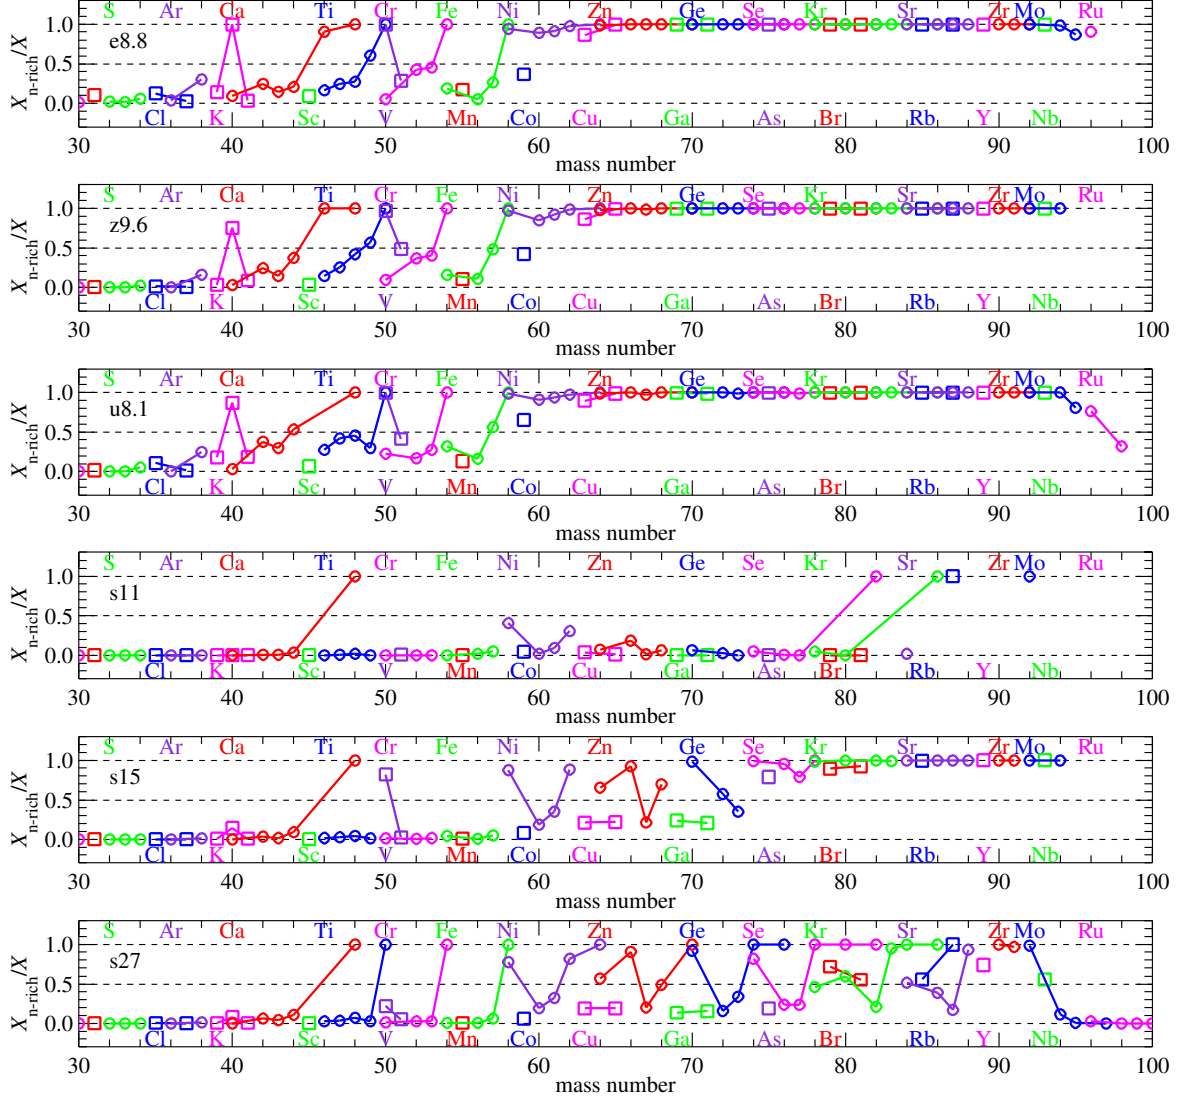 S Ar Ca Ti Cr Fe Ni Zn Ge Se Kr Sr Zr Mo Ru
1.0
e8.8
0.5
0.0
X n-rich/X
Cl K Sc V Mn Co Cu Ga As Br Rb Y Nb
30 40 50 60 70 80 90 100
mass number
S Ar Ca Ti Cr Fe Ni Zn Ge Se Kr Sr Zr Mo Ru
1.0
z9.6
0.5
0.0
X n-rich/X
Cl K Sc V Mn Co Cu Ga As Br Rb Y Nb
30 40 50 60 70 80 90 100
mass number
S Ar Ca Ti Cr Fe Ni Zn Ge Se Kr Sr Zr Mo Ru
1.0
u8.1
0.5
0.0
X n-rich/X
Cl K Sc V Mn Co Cu Ga As Br Rb Y Nb
30 40 50 60 70 80 90 100
mass number
S Ar Ca Ti Cr Fe Ni Zn Ge Se Kr Sr Zr Mo Ru
1.0
s11
0.5
0.0
X n-rich/X
Cl K Sc V Mn Co Cu Ga As Br Rb Y Nb
30 40 50 60 70 80 90 100
mass number
S Ar Ca Ti Cr Fe Ni Zn Ge Se Kr Sr Zr Mo Ru
1.0
s15
0.5
0.0
X n-rich/X
Cl K Sc V Mn Co Cu Ga As Br Rb Y Nb
30 40 50 60 70 80 90 100
mass number
S Ar Ca Ti Cr Fe Ni Zn Ge Se Kr Sr Zr Mo Ru
1.0
s27
0.5
0.0
X n-rich/X
Cl K Sc V Mn Co Cu Ga As Br Rb Y Nb
30 40 50 60 70 80 90 100
mass number